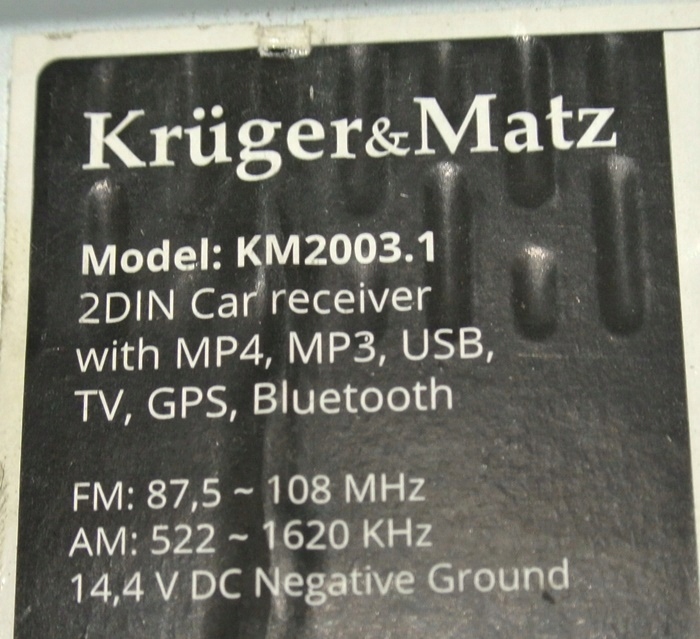 Krüger&Matz
Model: KM2003.1
2DIN Car receiver
with MP4, MP3, USB,
TV, GPS, Bluetooth
FM: 87,5 ~ 108 MHz
AM: 522 ~ 1620 KHz
14,4 V DC Negative Ground